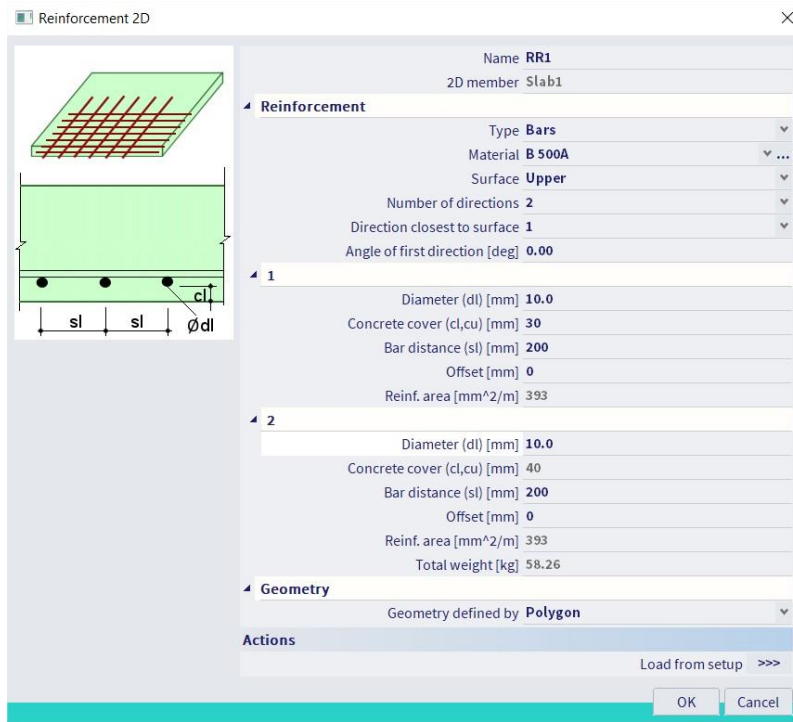 Reinforcement 2D
Name RR1
2D member Slab1
Reinforcement
Type Bars
Material B 500A ...
Surface Upper
Number of directions 2
Direction closest to surface 1
Angle of first direction [deg] 0.00
1
Diameter (dl) [mm] 10.0
Concrete cover (cl,cu) [mm] 30
Bar distance (sl) [mm] 200
Offset [mm] 0
Reinf. area [mm^2/m] 393
2
Diameter (dl) [mm] 10.0
Concrete cover (cl,cu) [mm] 40
Bar distance (sl) [mm] 200
Offset [mm] 0
Reinf. area [mm^2/m] 393
Total weight [kg] 58.26
Geometry
Geometry defined by Polygon
Actions
Load from setup >>>
OK Cancel
cl
sl sl Ødl